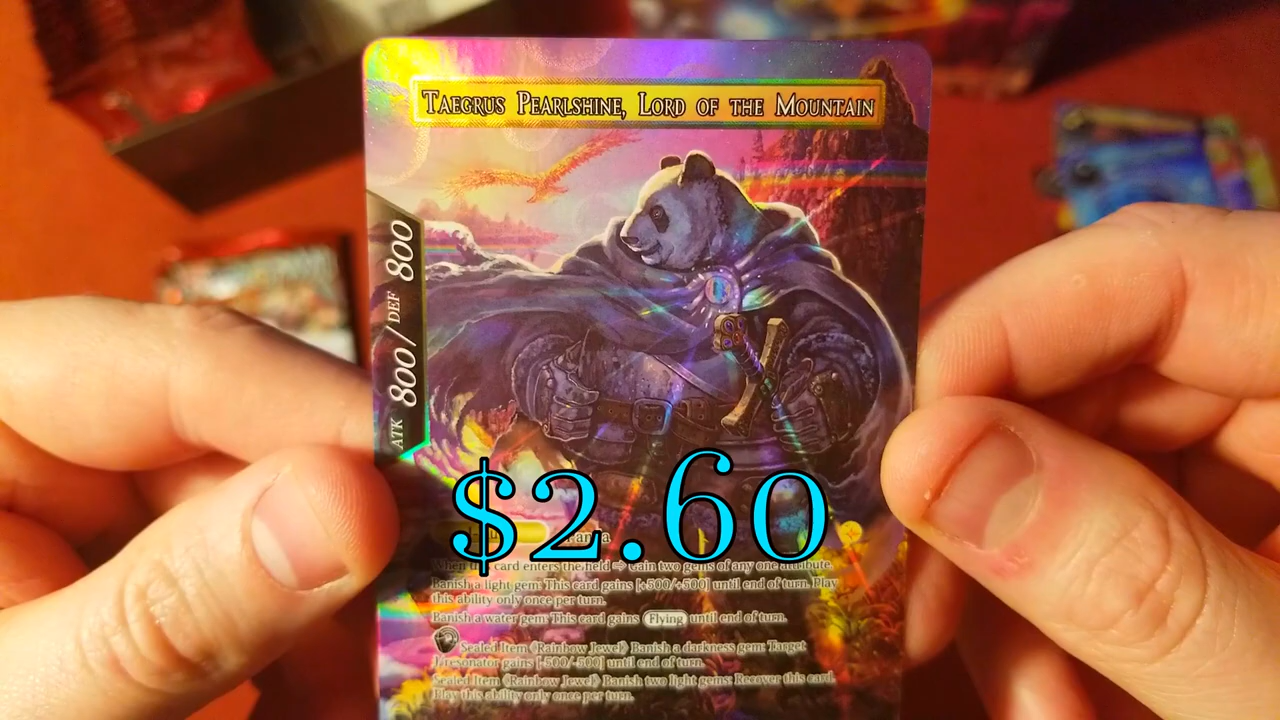 TAEGRUS PEARLSHINE, LORD OF THE MOUNTAIN
ATK 800 / DEF 800
$2.60
When card enters the field ⇒ Gain two gems of any one attribute.
Banish a light gem: This card gains [+500/+500] until end of turn. Play
this ability only once per turn.
Banish a water gem: This card gains Flying until end of turn.
Sealed Item 《Rainbow Jewel》 Banish a darkness gem: Target
J/resonator gains [-500/-500] until end of turn.
Sealed Item 《Rainbow Jewel》 Banish two light gems: Recover this card.
Play this ability only once per turn.